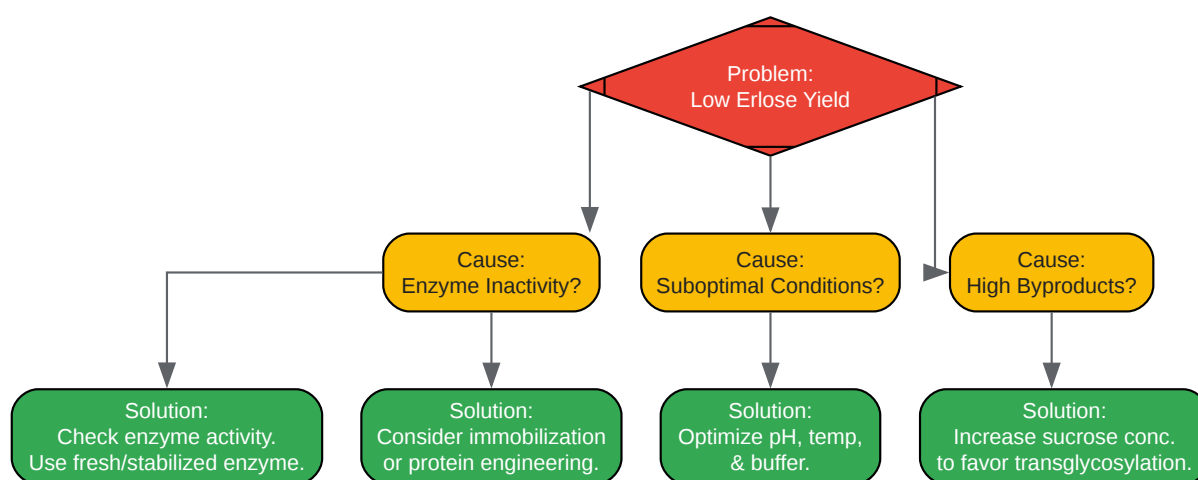 Problem:
Low Erlose Yield
Cause:
Enzyme Inactivity?
Cause:
Suboptimal Conditions?
Cause:
High Byproducts?
Solution:
Check enzyme activity.
Use fresh/stabilized enzyme.
Solution:
Consider immobilization
or protein engineering.
Solution:
Optimize pH, temp,
& buffer.
Solution:
Increase sucrose conc.
to favor transglycosylation.